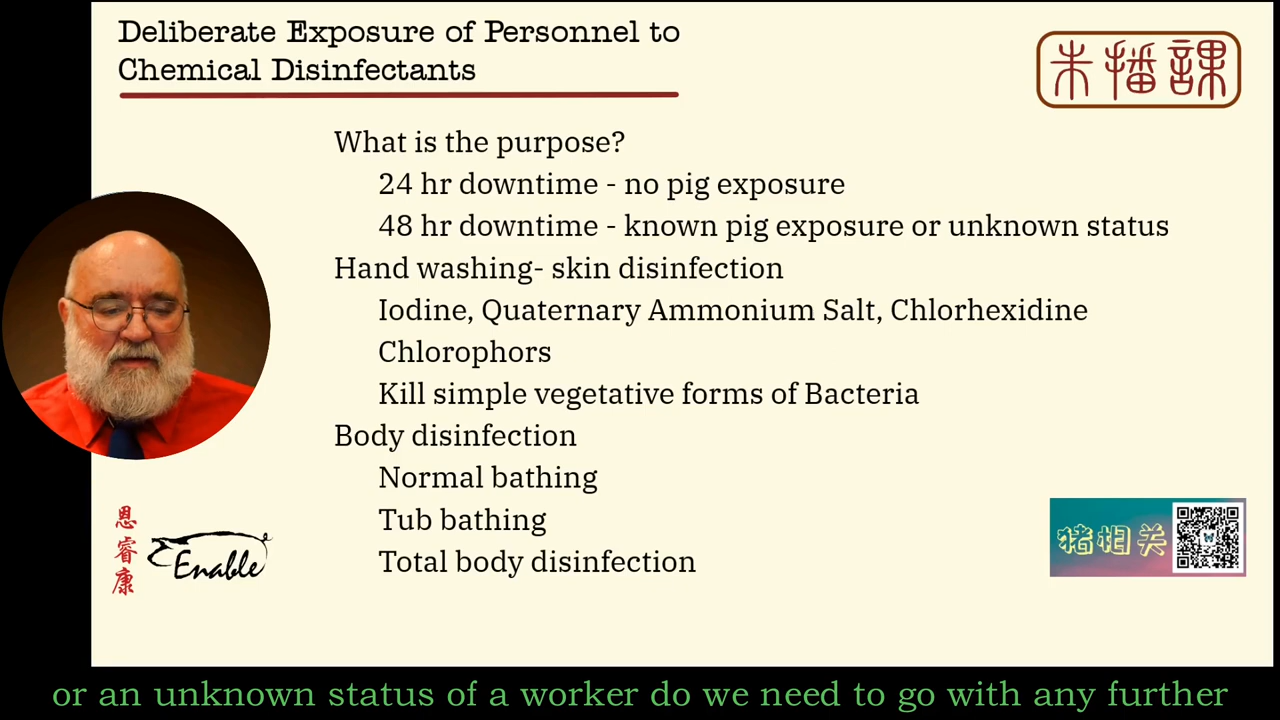 Deliberate Exposure of Personnel to
Chemical Disinfectants
未播課
What is the purpose?
24 hr downtime - no pig exposure
48 hr downtime - known pig exposure or unknown status
Hand washing- skin disinfection
Iodine, Quaternary Ammonium Salt, Chlorhexidine
Chlorophors
Kill simple vegetative forms of Bacteria
Body disinfection
Normal bathing
Tub bathing
Total body disinfection
恩睿康
Enable
猪相关
or an unknown status of a worker do we need to go with any further